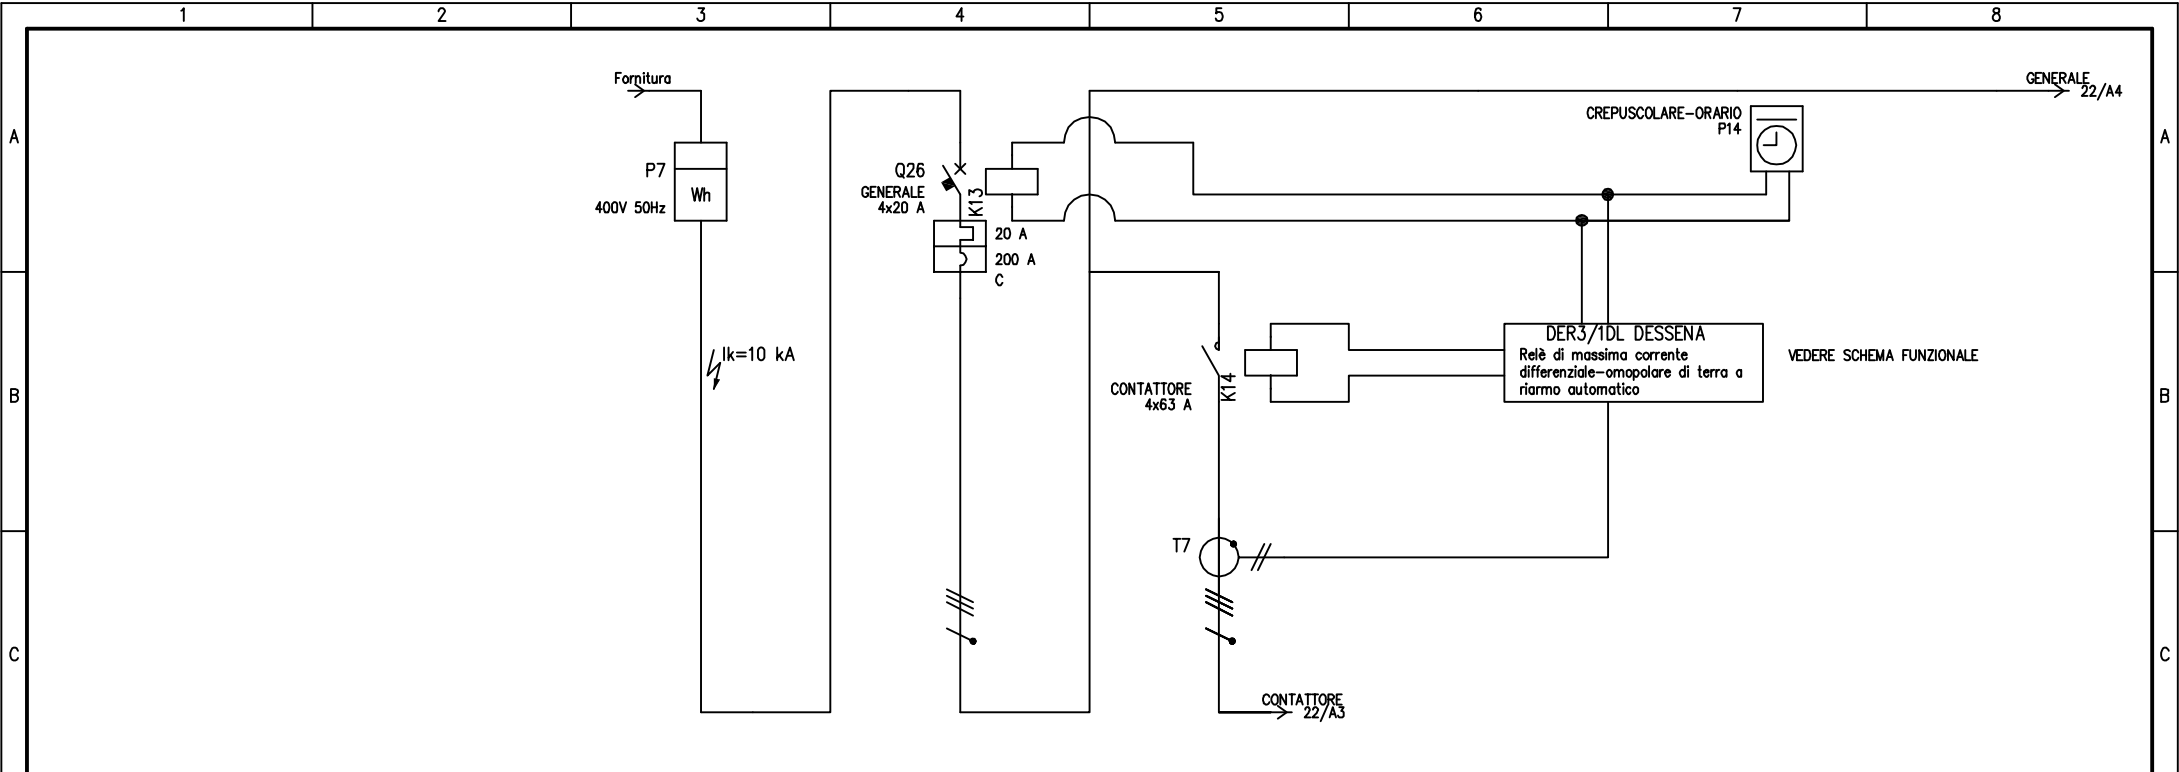 1 2 3 4 5 6 7 8
Fornitura
GENERALE
22/A4
A
A
CREPUSCOLARE-ORARIO
P14
P7
Wh
400V 50Hz
Q26
GENERALE
4x20 A
K13
20 A
200 A
C
Ik=10 kA
B
B
CONTATTORE
4x63 A
K14
DER3/1DL DESSENA
Relè di massima corrente
differenziale-omopolare di terra a
riarmo automatico
VEDERE SCHEMA FUNZIONALE
T7
C
C
CONTATTORE
22/A3